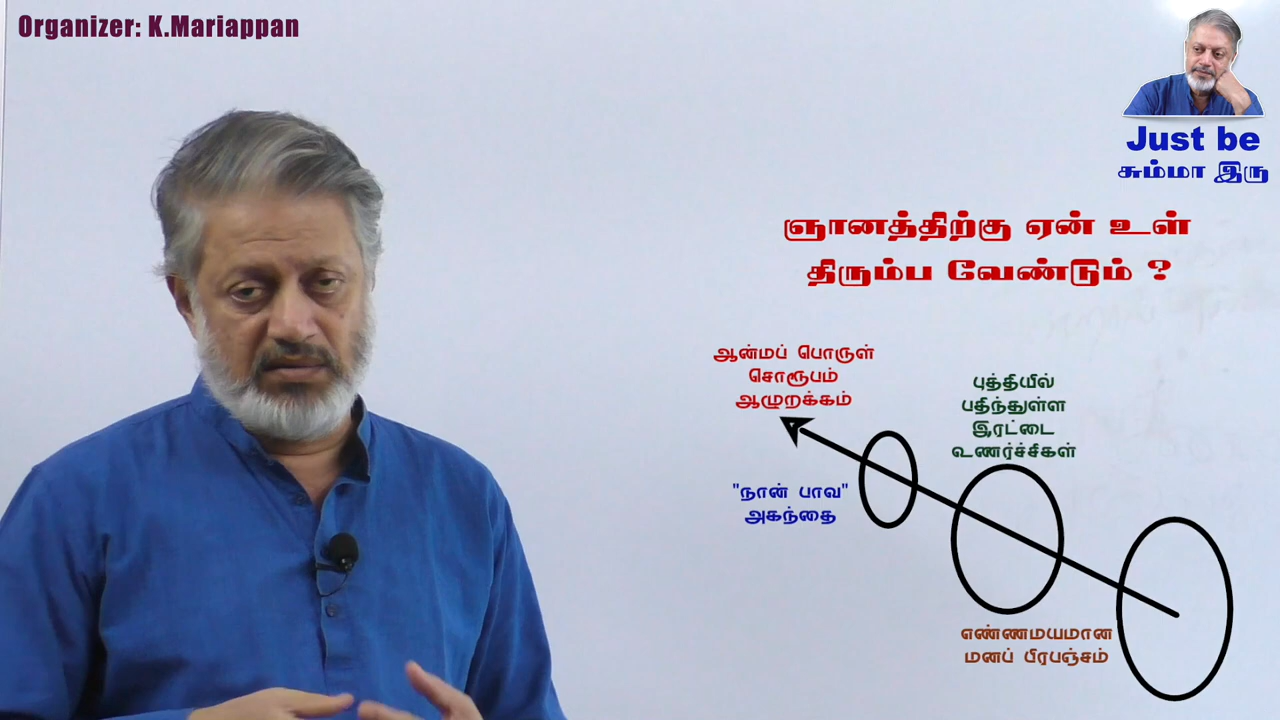 Organizer: K.Mariappan
Just be
சும்மா இரு
ஞானத்திற்கு ஏன் உள்
திரும்ப வேண்டும் ?
ஆன்மப் பொருள்
சொரூபம்
ஆழுறக்கம்
புத்தியில்
பதிந்துள்ள
இரட்டை
உணர்ச்சிகள்
"நான் பாவ"
அகந்தை
எண்ணமயமான
மனப் பிரபஞ்சம்